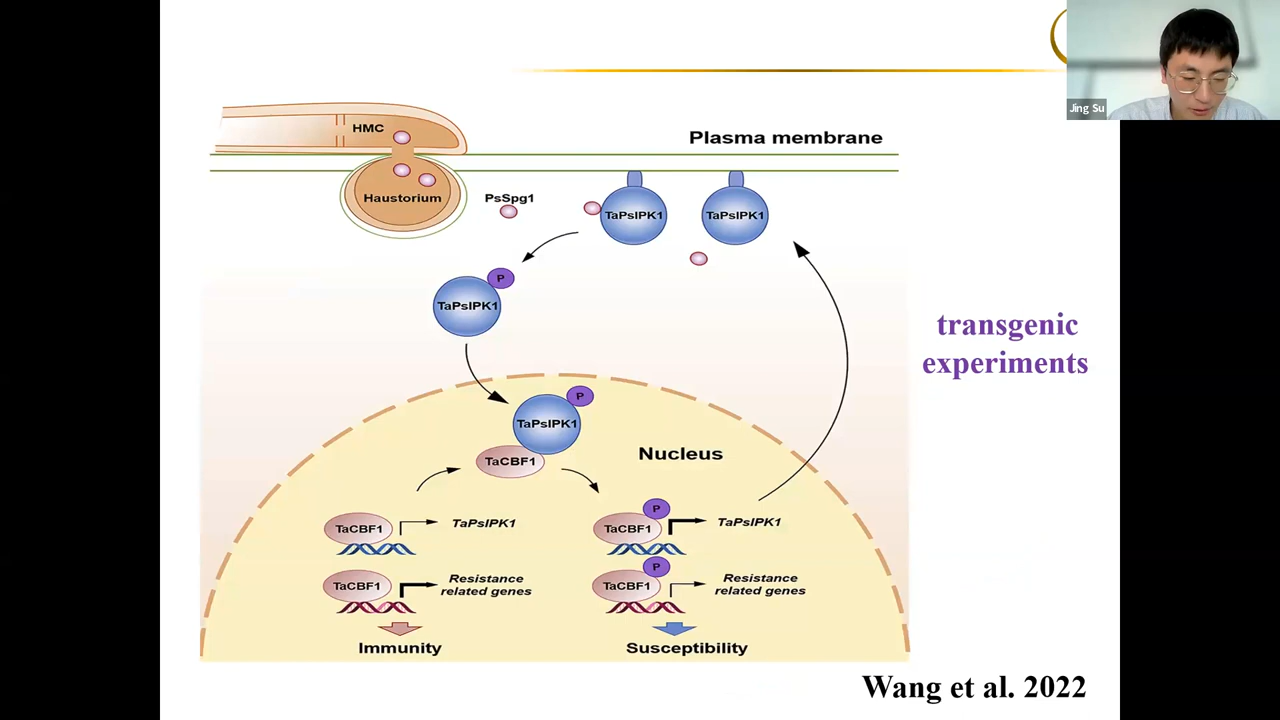 Jing Su
HMC
Plasma membrane
Haustorium
PsSpg1
TaPsIPK1
TaPsIPK1
P
TaPsIPK1
transgenic
experiments
P
TaPsIPK1
TaCBF1
Nucleus
TaCBF1
TaPsIPK1
P
TaCBF1
TaPsIPK1
TaCBF1
Resistance
related genes
P
TaCBF1
Resistance
related genes
Immunity
Susceptibility
Wang et al. 2022